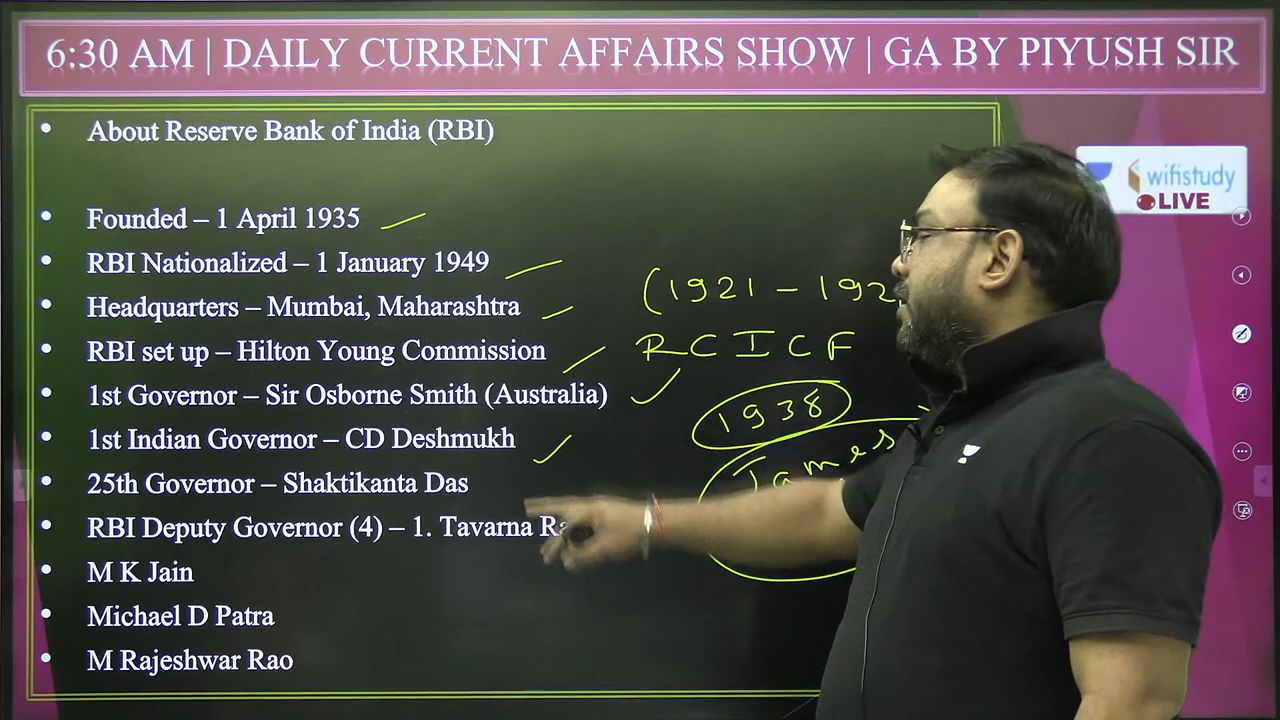 6:30 AM | DAILY CURRENT AFFAIRS SHOW | GA BY PIYUSH SIR
• About Reserve Bank of India (RBI)
• Founded – 1 April 1935
• RBI Nationalized – 1 January 1949
• Headquarters – Mumbai, Maharashtra
• RBI set up – Hilton Young Commission
• 1st Governor – Sir Osborne Smith (Australia)
• 1st Indian Governor – CD Deshmukh
• 25th Governor – Shaktikanta Das
• RBI Deputy Governor (4) – 1. Tavarna
• M K Jain
• Michael D Patra
• M Rajeshwar Rao
(1921 –
RCICF
1938
James
wifistudy
LIVE